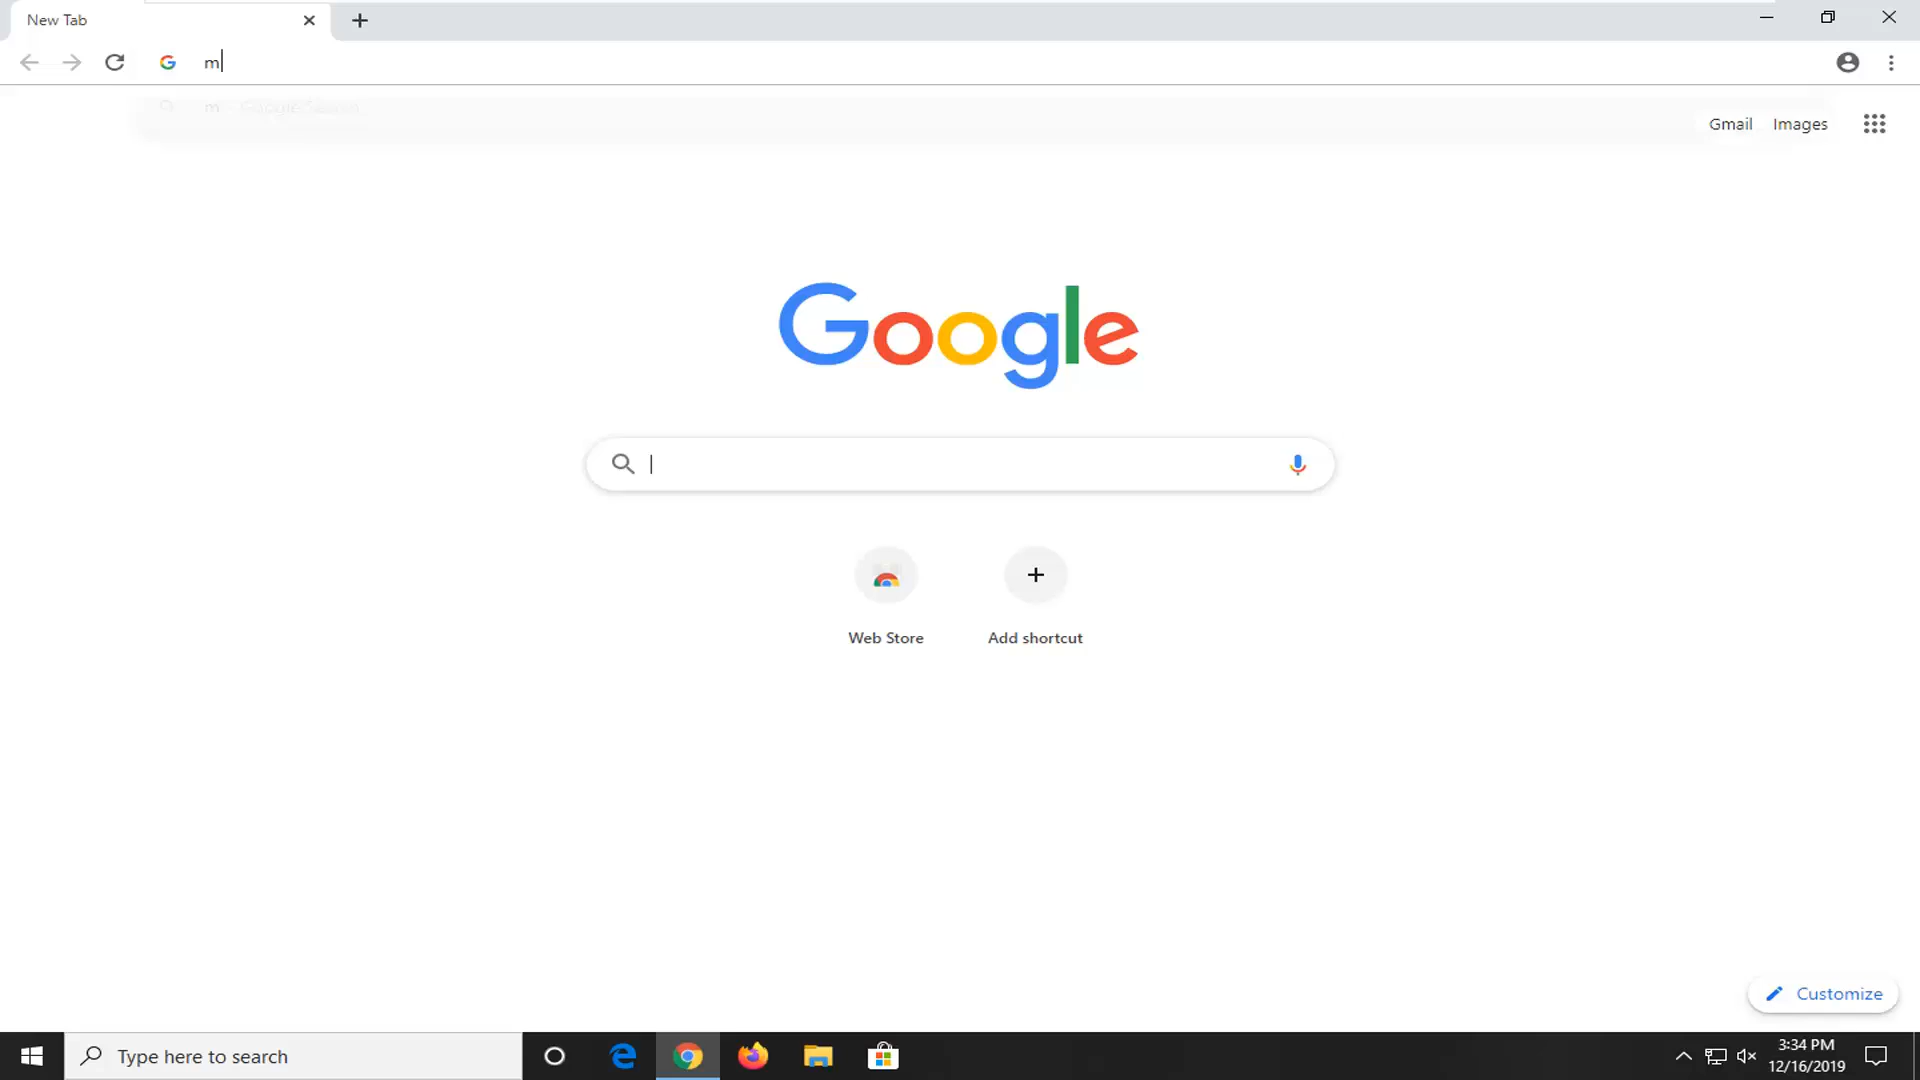 New Tab
m
m - Google Search
Gmail Images
Google
Web Store
Add shortcut
Customize
Type here to search
3:34 PM
12/16/2019